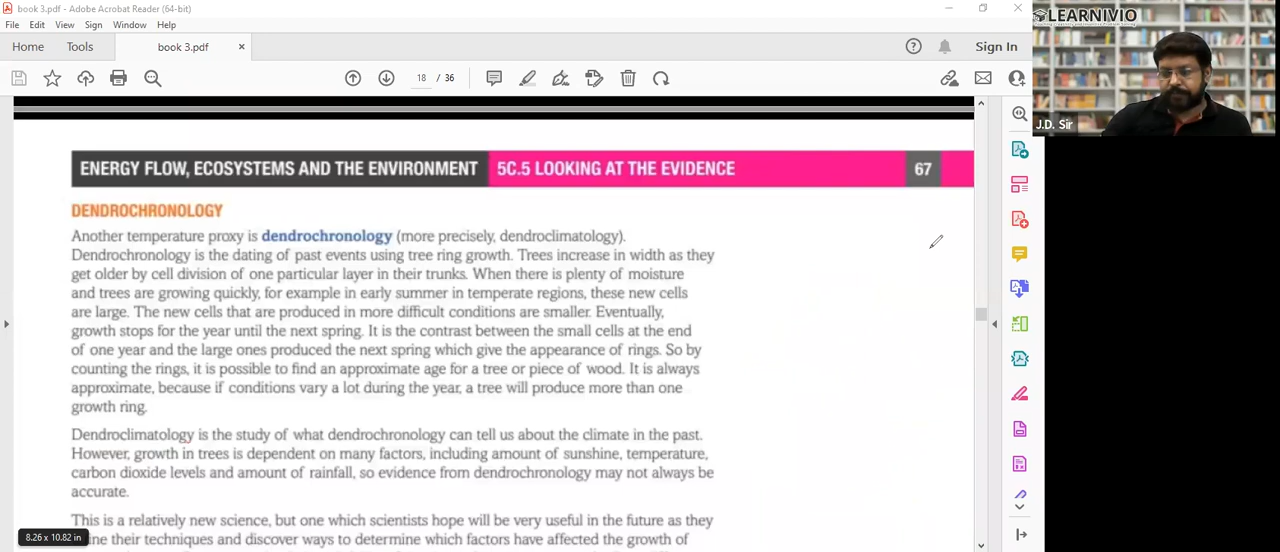 book 3.pdf - Adobe Acrobat Reader (64-bit)
File Edit View Sign Window Help
Home Tools book 3.pdf × Sign In
18 / 36
LEARNIVIO
J.D. Sir
ENERGY FLOW, ECOSYSTEMS AND THE ENVIRONMENT 5C.5 LOOKING AT THE EVIDENCE 67
DENDROCHRONOLOGY
Another temperature proxy is dendrochronology (more precisely, dendroclimatology).
Dendrochronology is the dating of past events using tree ring growth. Trees increase in width as they
get older by cell division of one particular layer in their trunks. When there is plenty of moisture
and trees are growing quickly, for example in early summer in temperate regions, these new cells
are large. The new cells that are produced in more difficult conditions are smaller. Eventually,
growth stops for the year until the next spring. It is the contrast between the small cells at the end
of one year and the large ones produced the next spring which give the appearance of rings. So by
counting the rings, it is possible to find an approximate age for a tree or piece of wood. It is always
approximate, because if conditions vary a lot during the year, a tree will produce more than one
growth ring.
Dendroclimatology is the study of what dendrochronology can tell us about the climate in the past.
However, growth in trees is dependent on many factors, including amount of sunshine, temperature,
carbon dioxide levels and amount of rainfall, so evidence from dendrochronology may not always be
accurate.
This is a relatively new science, but one which scientists hope will be very useful in the future as they
their techniques and discover ways to determine which factors have affected the growth of
8.26 x 10.82 in